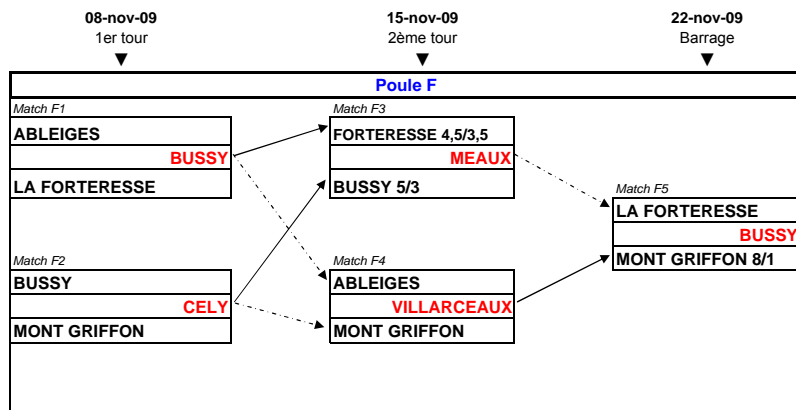 08-nov-09
1er tour
15-nov-09
2ème tour
22-nov-09
Barrage
Poule F
Match F1
ABLEIGES
BUSSY
LA FORTERESSE
Match F3
FORTERESSE 4,5/3,5
MEAUX
BUSSY 5/3
Match F5
LA FORTERESSE
BUSSY
MONT GRIFFON 8/1
Match F2
BUSSY
CELY
MONT GRIFFON
Match F4
ABLEIGES
VILLARCEAUX
MONT GRIFFON